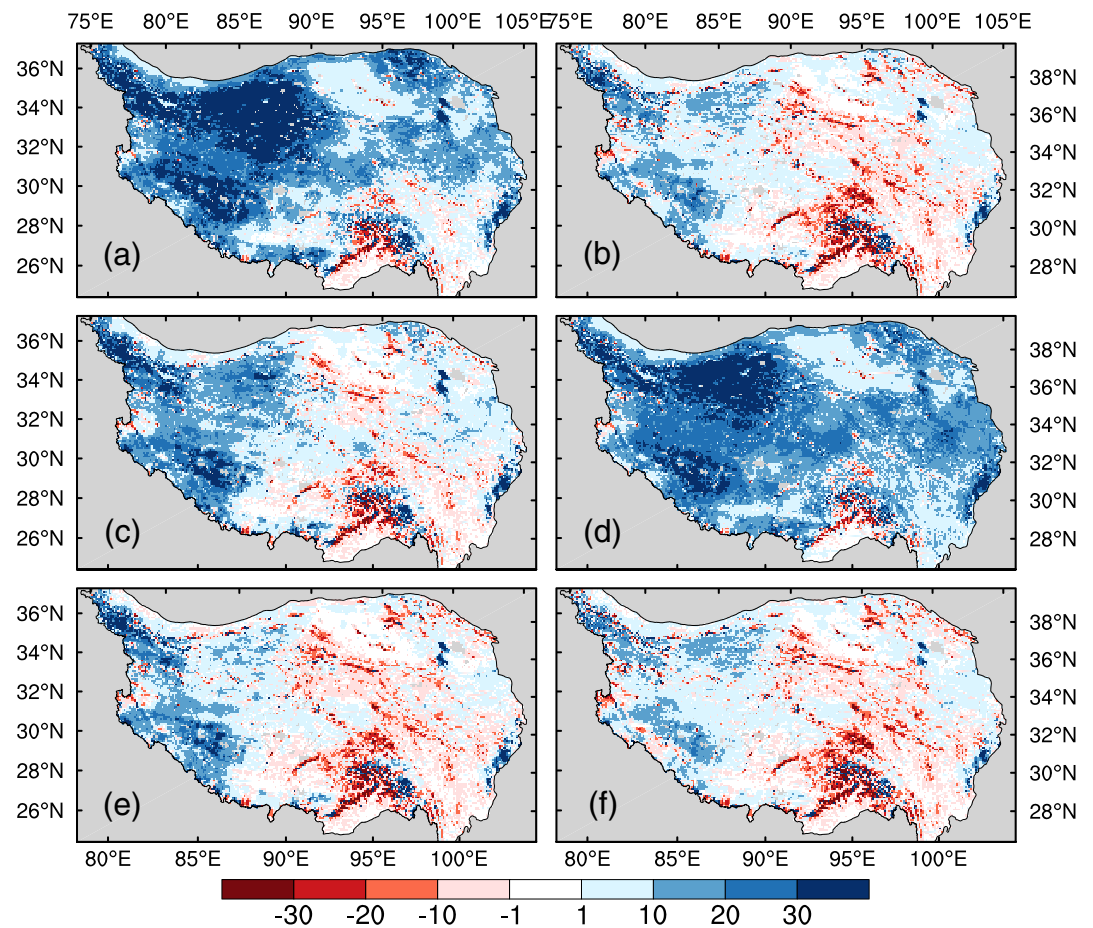 75°E 80°E 85°E 90°E 95°E 100°E 105°E 75°E 80°E 85°E 90°E 95°E 100°E 105°E
36°N 34°N 32°N 30°N 28°N 26°N (a) (b) 38°N 36°N 34°N 32°N 30°N 28°N
36°N 34°N 32°N 30°N 28°N 26°N (c) (d) 38°N 36°N 34°N 32°N 30°N 28°N
36°N 34°N 32°N 30°N 28°N 26°N (e) (f) 38°N 36°N 34°N 32°N 30°N 28°N
80°E 85°E 90°E 95°E 100°E 80°E 85°E 90°E 95°E 100°E
-30 -20 -10 -1 1 10 20 30